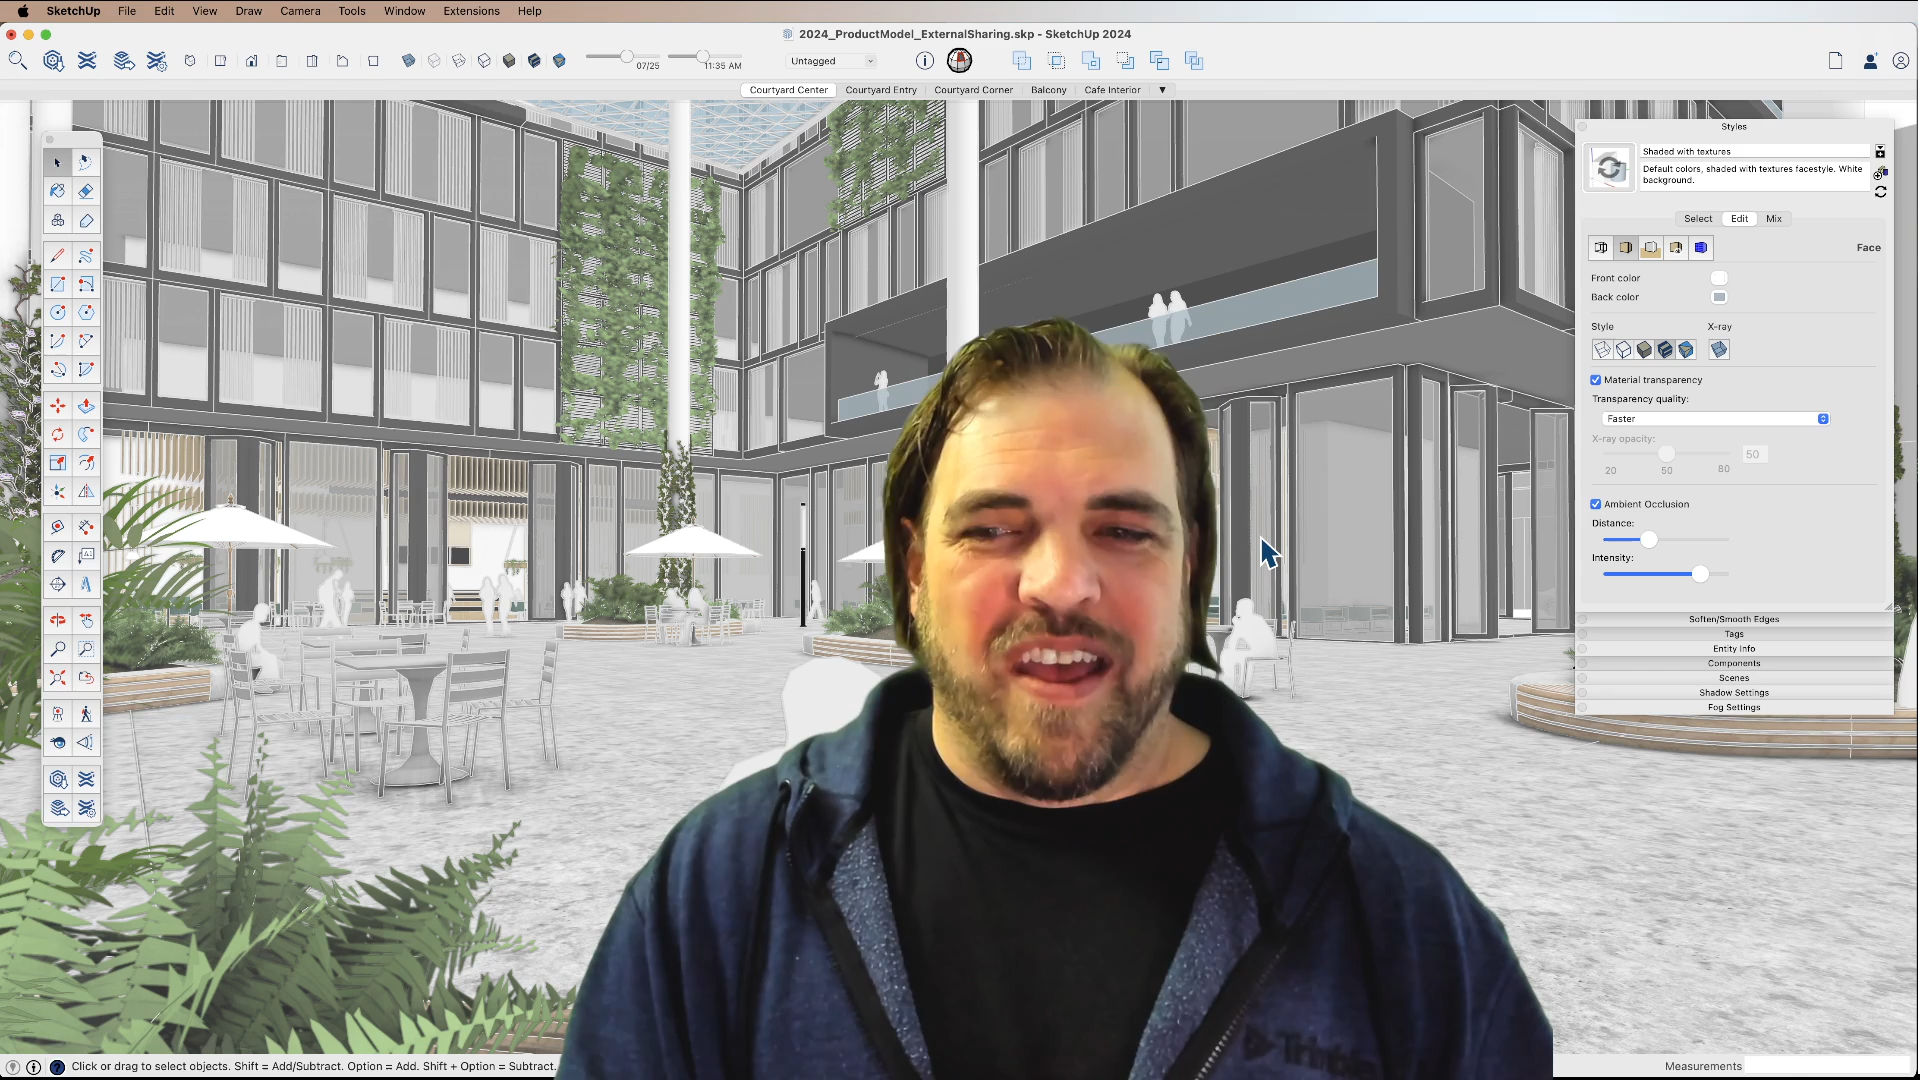 SketchUp File Edit View Draw Camera Tools Window Extensions Help
2024_ProductModel_ExternalSharing.skp - SketchUp 2024
07/25
11:35 AM
Untagged
Courtyard Center Courtyard Entry Courtyard Corner Balcony Cafe Interior
Styles
Shaded with textures
Default colors, shaded with textures facestyle. White
background.
Select Edit Mix
Face
Front color
Back color
Style X-ray
Material transparency
Transparency quality:
Faster
X-ray opacity:
50
20 50 80
Ambient Occlusion
Distance:
Intensity:
Soften/Smooth Edges
Tags
Entity Info
Components
Scenes
Shadow Settings
Fog Settings
Trimble
Click or drag to select objects. Shift = Add/Subtract. Option = Add. Shift + Option = Subtract.
Measurements